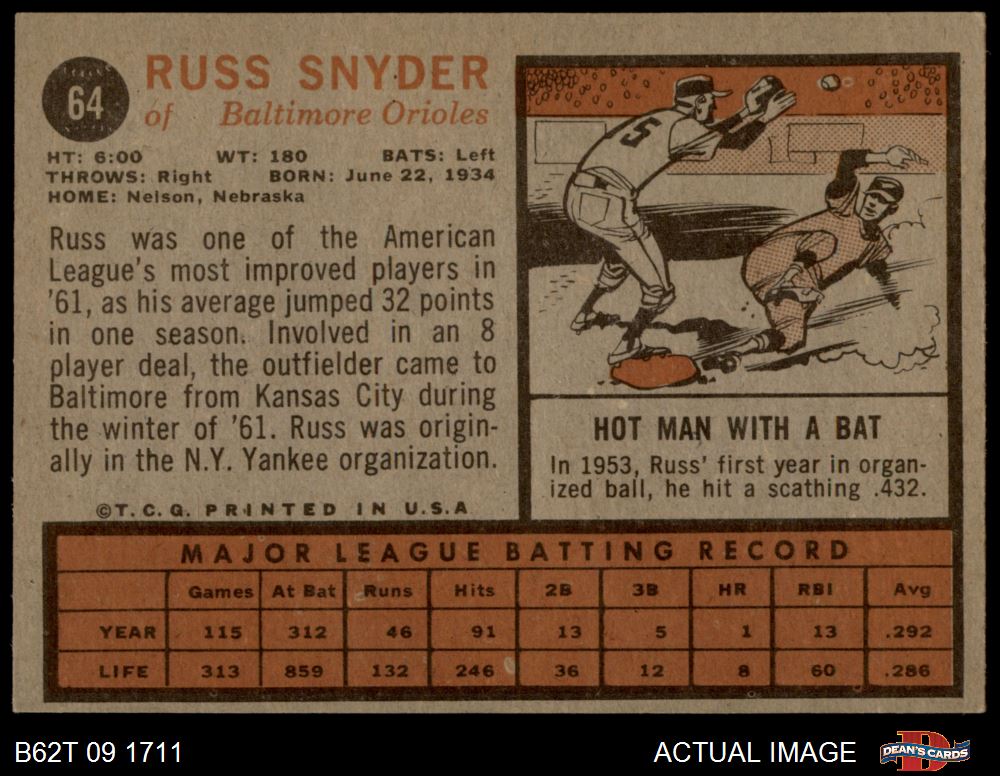 64
RUSS SNYDER
of Baltimore Orioles
HT: 6:00 WT: 180 BATS: Left
THROWS: Right BORN: June 22, 1934
HOME: Nelson, Nebraska
Russ was one of the American
League's most improved players in
'61, as his average jumped 32 points
in one season. Involved in an 8
player deal, the outfielder came to
Baltimore from Kansas City during
the winter of '61. Russ was origin-
ally in the N.Y. Yankee organization.
©T.C.G. PRINTED IN U.S.A
5
HOT MAN WITH A BAT
In 1953, Russ' first year in organ-
ized ball, he hit a scathing .432.
MAJOR LEAGUE BATTING RECORD
Games At Bat Runs Hits 2B 3B HR RBI Avg
YEAR 115 312 46 91 13 5 1 13 .292
LIFE 313 859 132 246 36 12 8 60 .286
B62T 09 1711 ACTUAL IMAGE DEAN'S CARDS